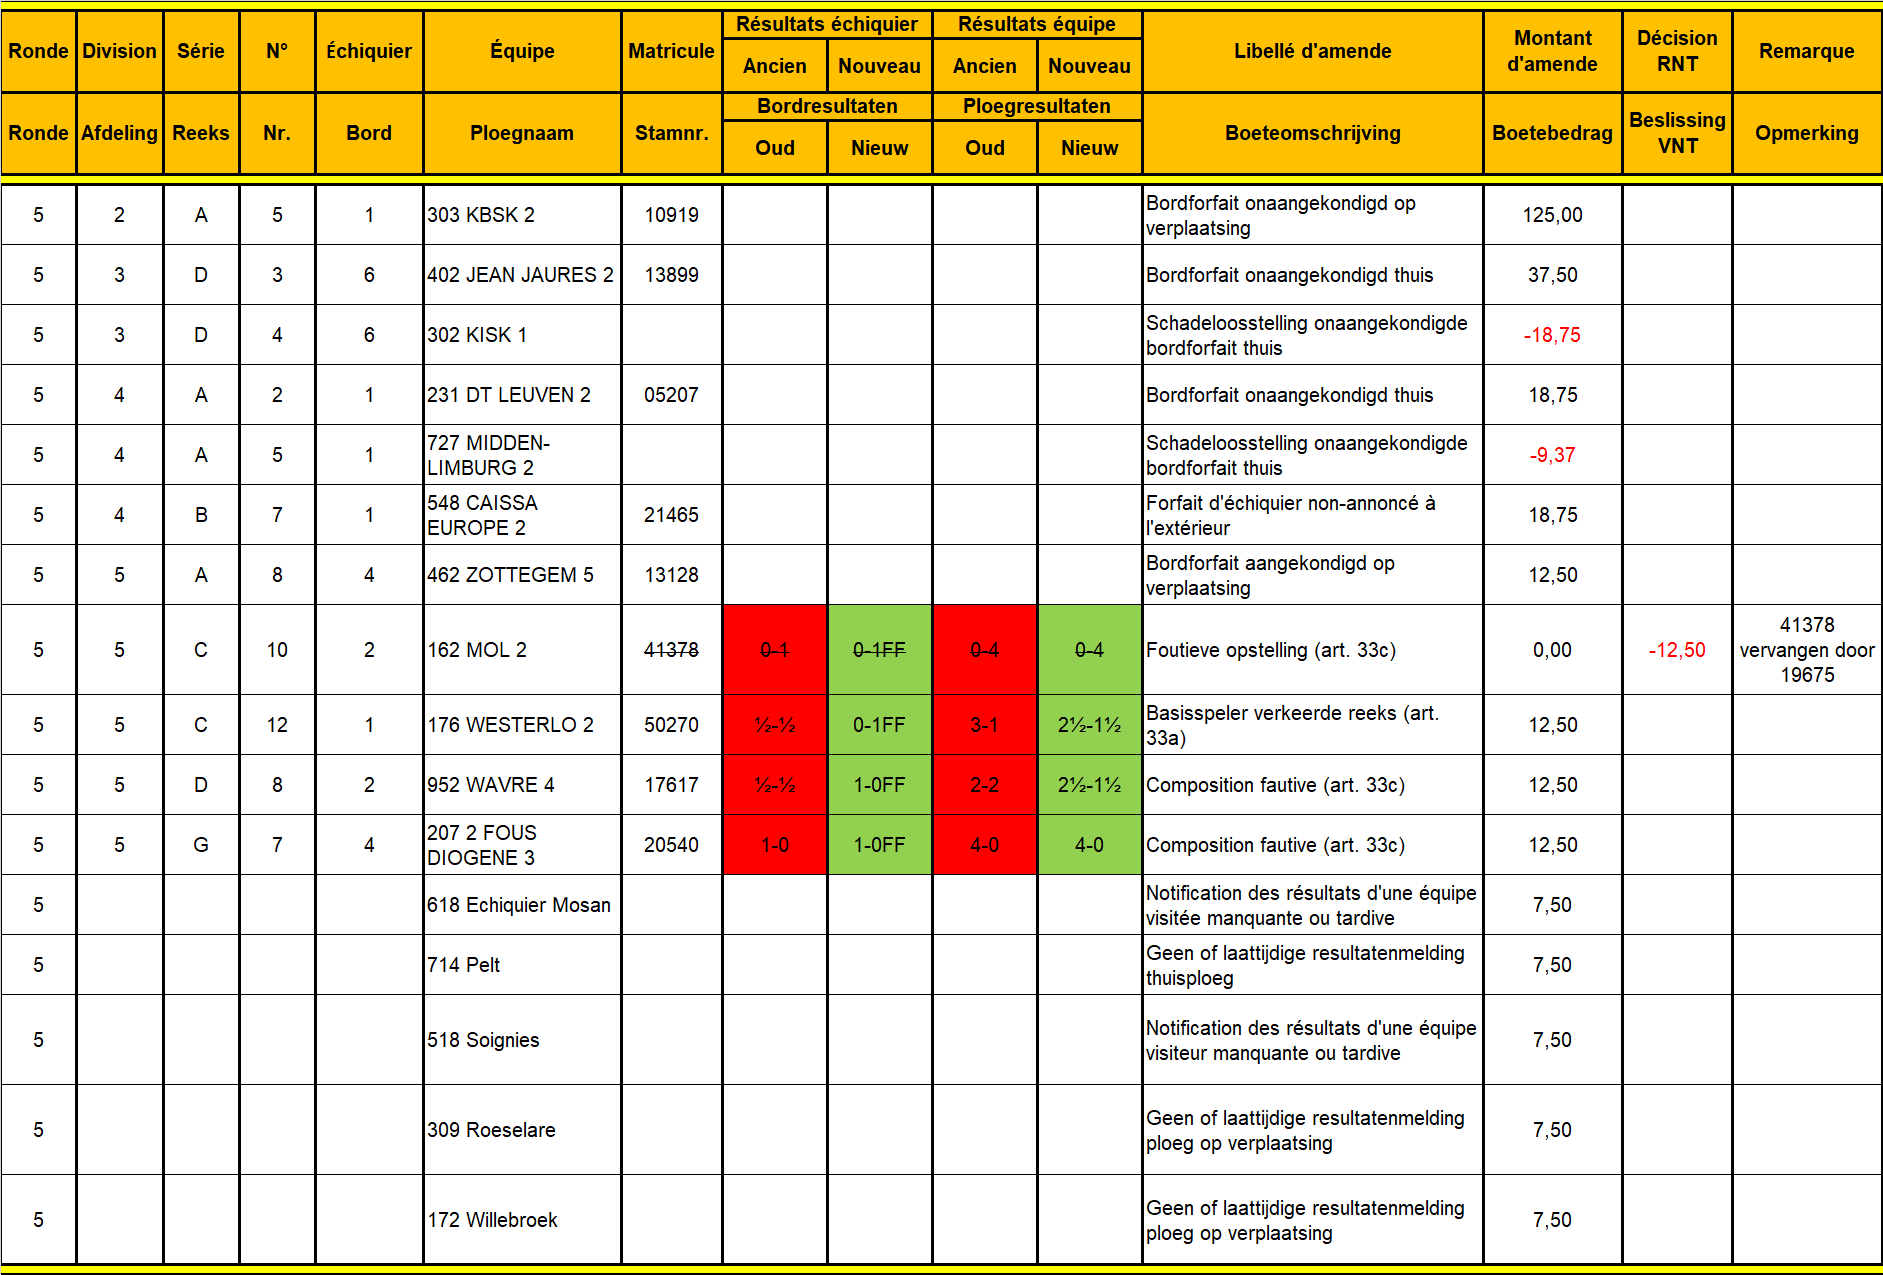 Ronde Division Série N° Échiquier Équipe Matricule Résultats échiquier Résultats équipe Libellé d'amende Montant d'amende Décision RNT Remarque
Ancien Nouveau Ancien Nouveau
Ronde Afdeling Reeks Nr. Bord Ploegnaam Stamnr. Bordresultaten Ploegresultaten Boeteomschrijving Boetebedrag Beslissing VNT Opmerking
Oud Nieuw Oud Nieuw
5 2 A 5 1 303 KBSK 2 10919 Bordforfait onaangekondigd op verplaatsing 125,00
5 3 D 3 6 402 JEAN JAURES 2 13899 Bordforfait onaangekondigd thuis 37,50
5 3 D 4 6 302 KISK 1 Schadeloosstelling onaangekondigde bordforfait thuis -18,75
5 4 A 2 1 231 DT LEUVEN 2 05207 Bordforfait onaangekondigd thuis 18,75
5 4 A 5 1 727 MIDDEN-LIMBURG 2 Schadeloosstelling onaangekondigde bordforfait thuis -9,37
5 4 B 7 1 548 CAISSA EUROPE 2 21465 Forfait d'échiquier non-annoncé à l'extérieur 18,75
5 5 A 8 4 462 ZOTTEGEM 5 13128 Bordforfait aangekondigd op verplaatsing 12,50
5 5 C 10 2 162 MOL 2 41378 0-1 0-1FF 0-4 0-4 Foutieve opstelling (art. 33c) 0,00 -12,50 41378 vervangen door 19675
5 5 C 12 1 176 WESTERLO 2 50270 ½-½ 0-1FF 3-1 2½-1½ Basisspeler verkeerde reeks (art. 33a) 12,50
5 5 D 8 2 952 WAVRE 4 17617 ½-½ 1-0FF 2-2 2½-1½ Composition fautive (art. 33c) 12,50
5 5 G 7 4 207 2 FOUS DIOGENE 3 20540 1-0 1-0FF 4-0 4-0 Composition fautive (art. 33c) 12,50
5 618 Echiquier Mosan Notification des résultats d'une équipe visitée manquante ou tardive 7,50
5 714 Pelt Geen of laattijdige resultatenmelding thuisploeg 7,50
5 518 Soignies Notification des résultats d'une équipe visiteur manquante ou tardive 7,50
5 309 Roeselare Geen of laattijdige resultatenmelding ploeg op verplaatsing 7,50
5 172 Willebroek Geen of laattijdige resultatenmelding ploeg op verplaatsing 7,50